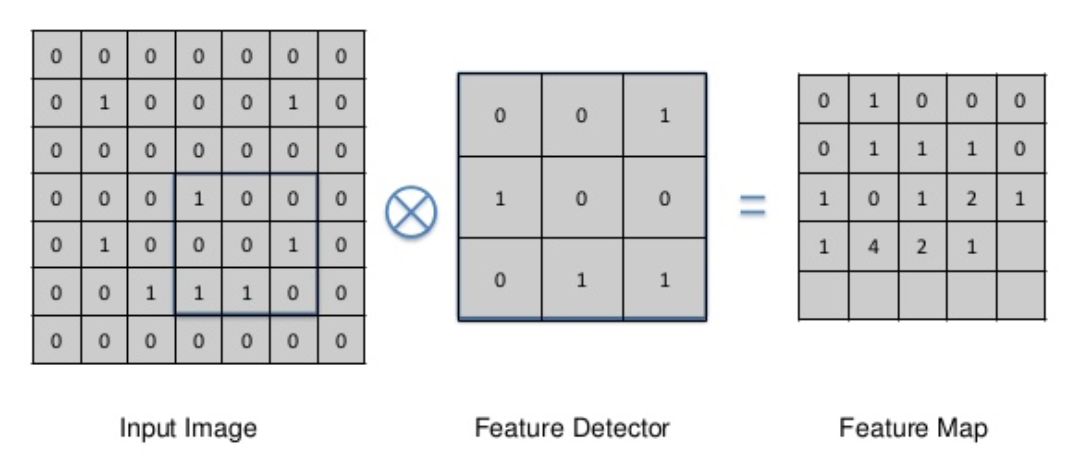 0 0 0 0 0 0 0
0 1 0 0 0 1 0
0 0 0 0 0 0 0
0 0 0 1 0 0 0
0 1 0 0 0 1 0
0 0 1 1 1 0 0
0 0 0 0 0 0 0
Input Image
0 0 1
1 0 0
0 1 1
Feature Detector
=
0 1 0 0 0
0 1 1 1 0
1 0 1 2 1
1 4 2 1
Feature Map